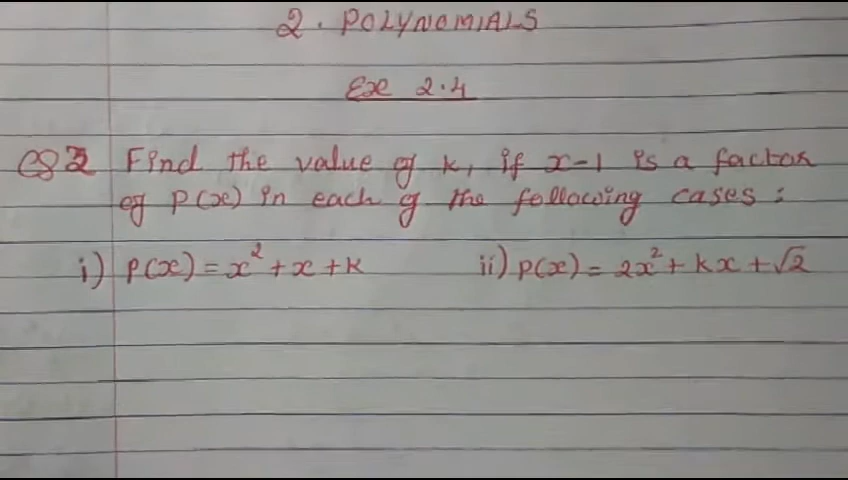 2. POLYNOMIALS
Ex 2.4
Q3 Find the value of k, if x-1 is a factor
of P(x) in each of the following cases:
i) P(x) = x² + x + k ii) P(x) = 2x² + kx + √2